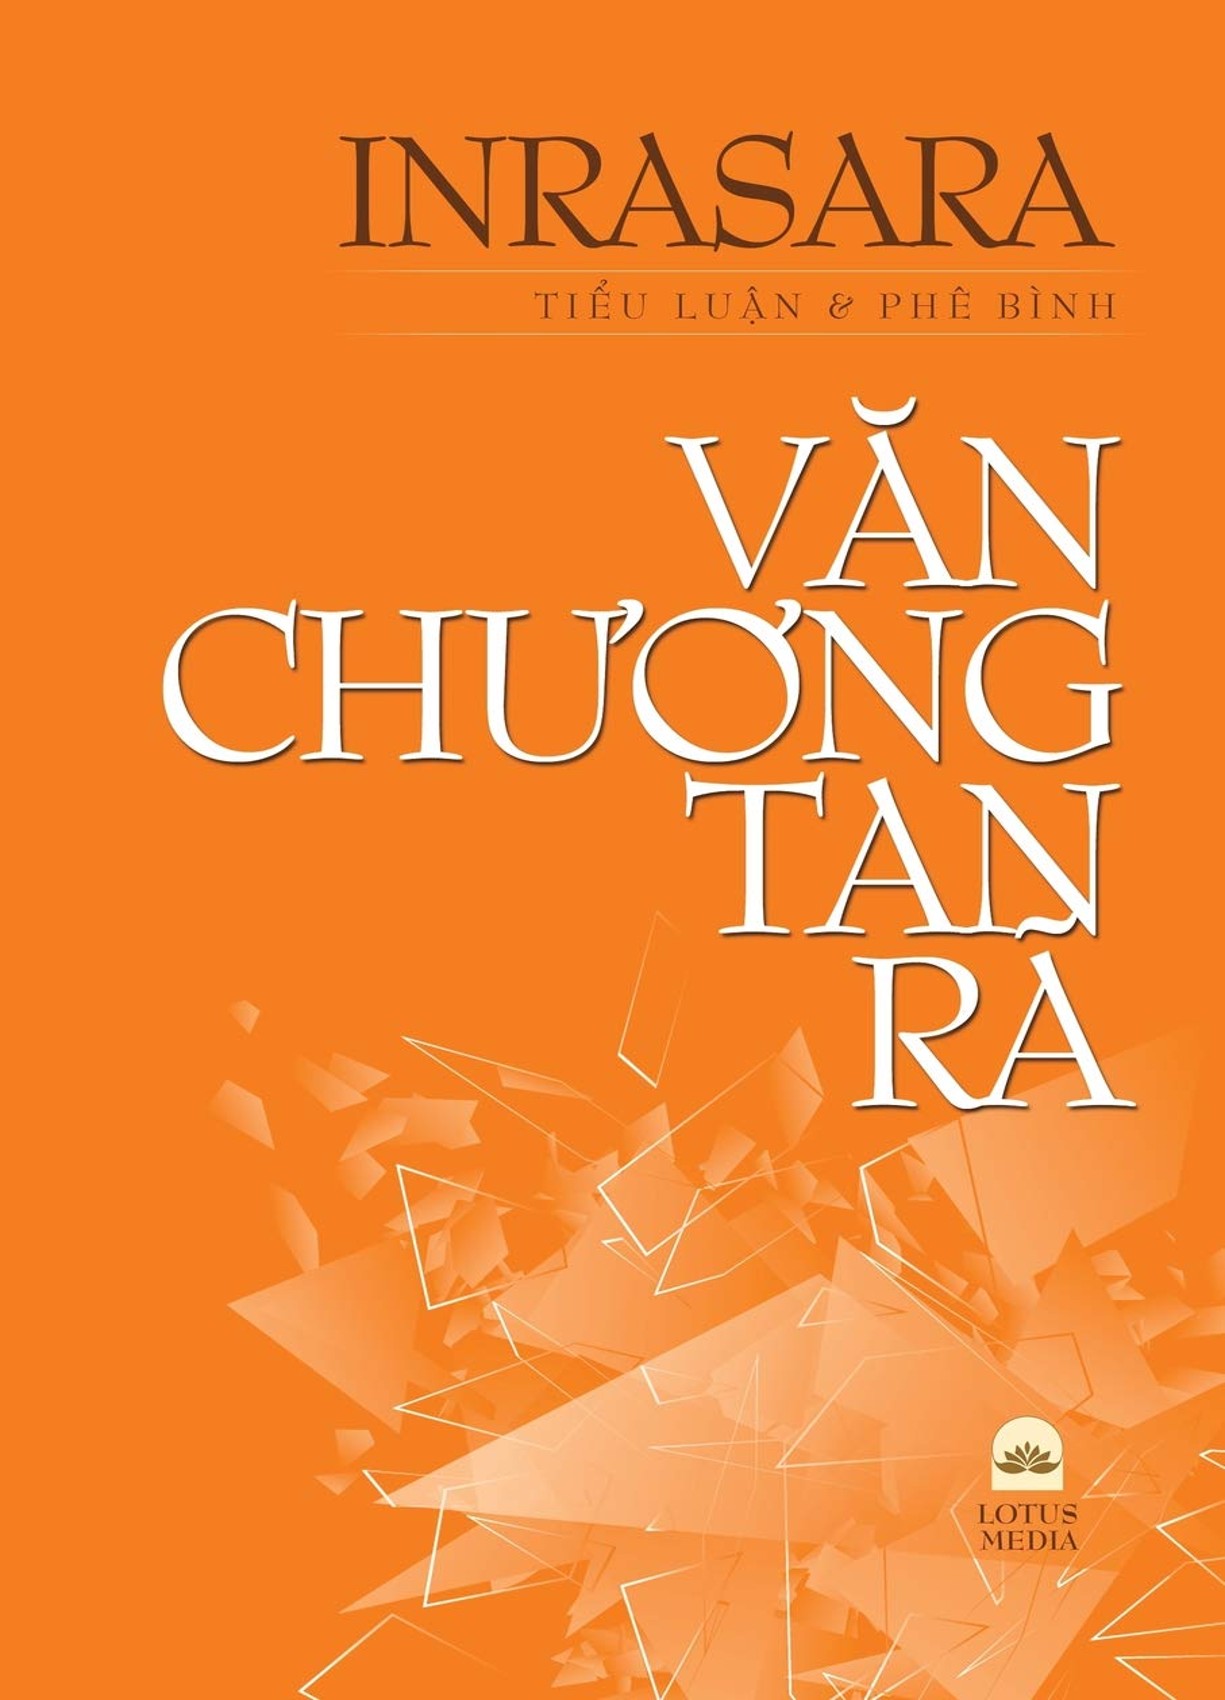 INRASARA
TIỂU LUẬN & PHÊ BÌNH
VĂN
CHƯƠNG
TAN
RÃ
LOTUS
MEDIA